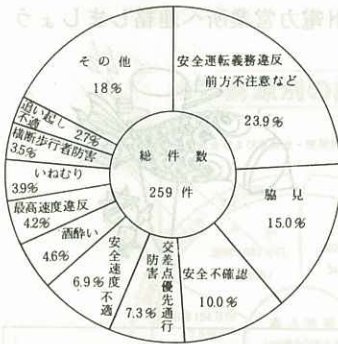 安全運転義務違反
前方不注意など
23.9%
脇見
15.0%
安全不確認
10.0%
交差点優先通行
防害
7.3%
安全速度
不適
6.9%
酒酔い
4.6%
最高速度違反
4.2%
いねむり
3.9%
横断歩行者防害
3.5%
追い越し
不適
2.7%
その他
18%
総件数
259件